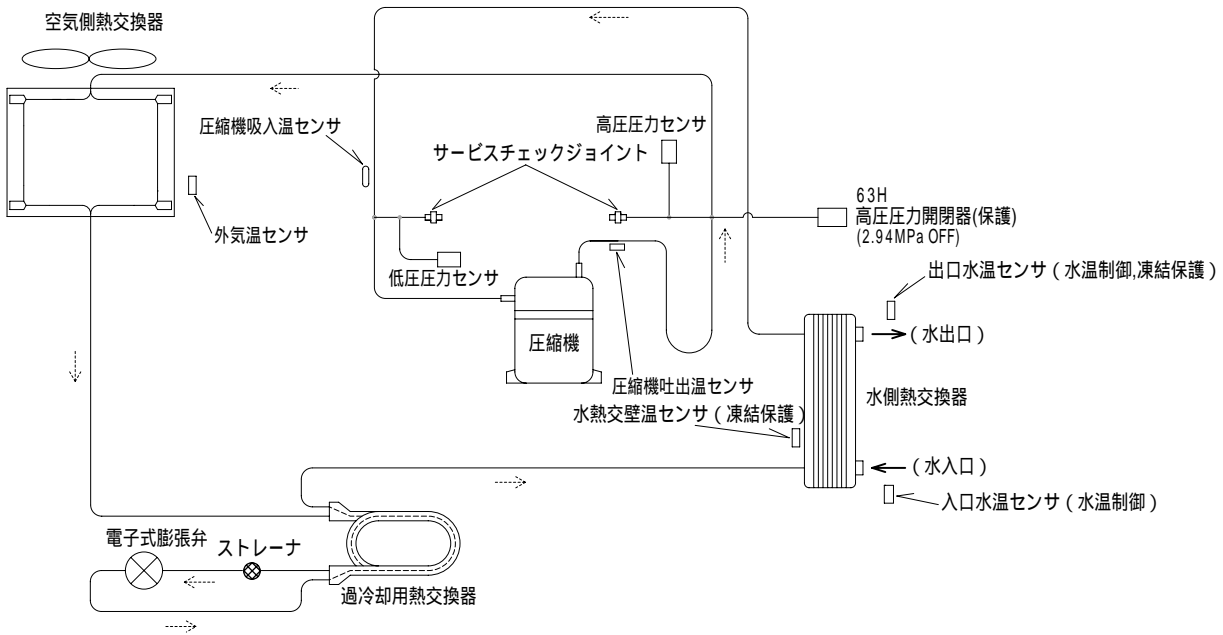 空気側熱交換器
圧縮機吸入温センサ
サービスチェックジョイント
高圧圧力センサ
63H
高圧圧力開閉器(保護)
(2.94MPa OFF)
外気温センサ
低圧圧力センサ
出口水温センサ(水温制御,凍結保護)
圧縮機
(水出口)
圧縮機吐出温センサ
水熱交壁温センサ(凍結保護)
水側熱交換器
(水入口)
入口水温センサ(水温制御)
電子式膨張弁
ストレーナ
過冷却用熱交換器